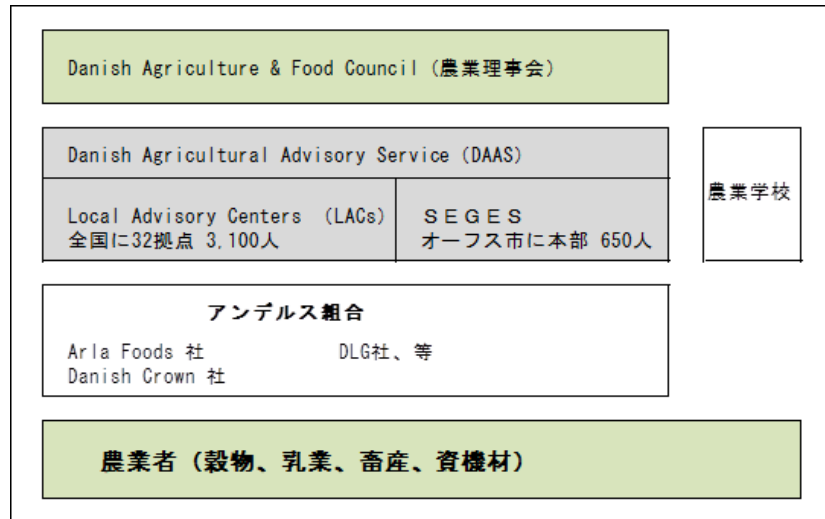 Danish Agriculture & Food Council (農業理事会)
Danish Agricultural Advisory Service (DAAS)
Local Advisory Centers (LACs)
全国に32拠点 3,100人
ＳＥＧＥＳ
オーフス市に本部 650人
農業学校
アンデルス組合
Arla Foods 社 DLG社、等
Danish Crown 社
農業者（穀物、乳業、畜産、資機材）